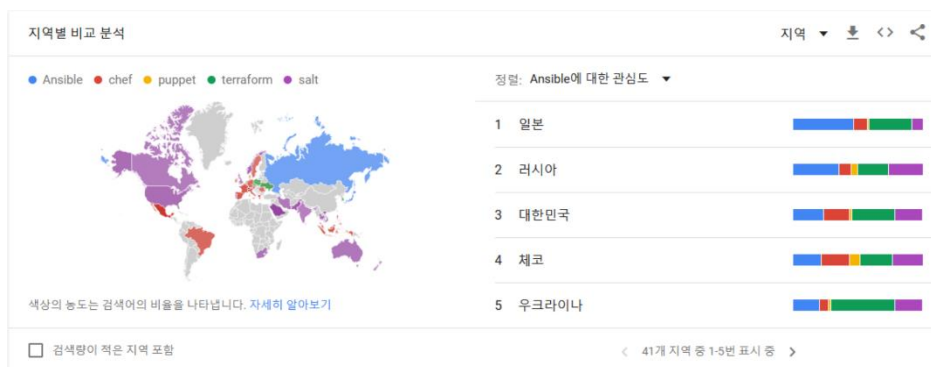 지역별 비교 분석
지역
Ansible chef puppet terraform salt
정렬: Ansible에 대한 관심도
1 일본
2 러시아
3 대한민국
4 체코
5 우크라이나
색상의 농도는 검색어의 비율을 나타냅니다. 자세히 알아보기
검색량이 적은 지역 포함
41개 지역 중 1-5번 표시 중